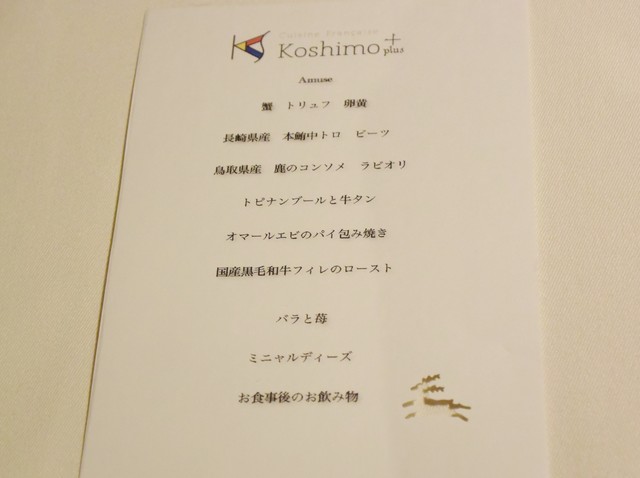 Cuisine Française
Koshimo+
plus
Amuse
蟹 トリュフ 卵黄
長崎県産 本鮪中トロ ビーツ
鳥取県産 鹿のコンソメ ラビオリ
トピナンブールと牛タン
オマールエビのパイ包み焼き
国産黒毛和牛フィレのロースト
バラと苺
ミニャルディーズ
お食事後のお飲み物